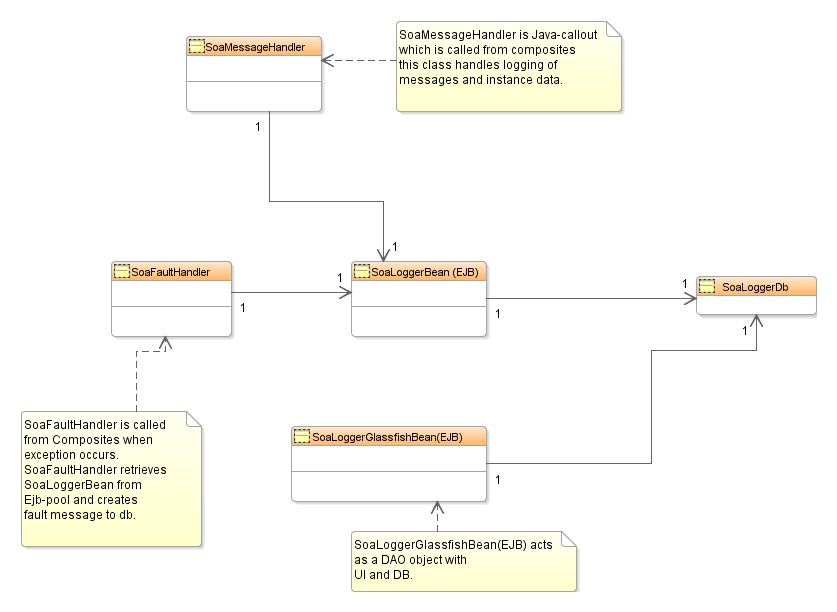 SoaMessageHandler
SoaMessageHandler is Java-callout
which is called from composites
this class handles logging of
messages and instance data.
1
1
SoaFaultHandler
1
1
SoaLoggerBean (EJB)
1
1
SoaLoggerDb
1
SoaFaultHandler is called
from Composites when
exception occurs.
SoaFaultHandler retrieves
SoaLoggerBean from
Ejb-pool and creates
fault message to db.
SoaLoggerGlassfishBean(EJB)
1
SoaLoggerGlassfishBean(EJB) acts
as a DAO object with
UI and DB.